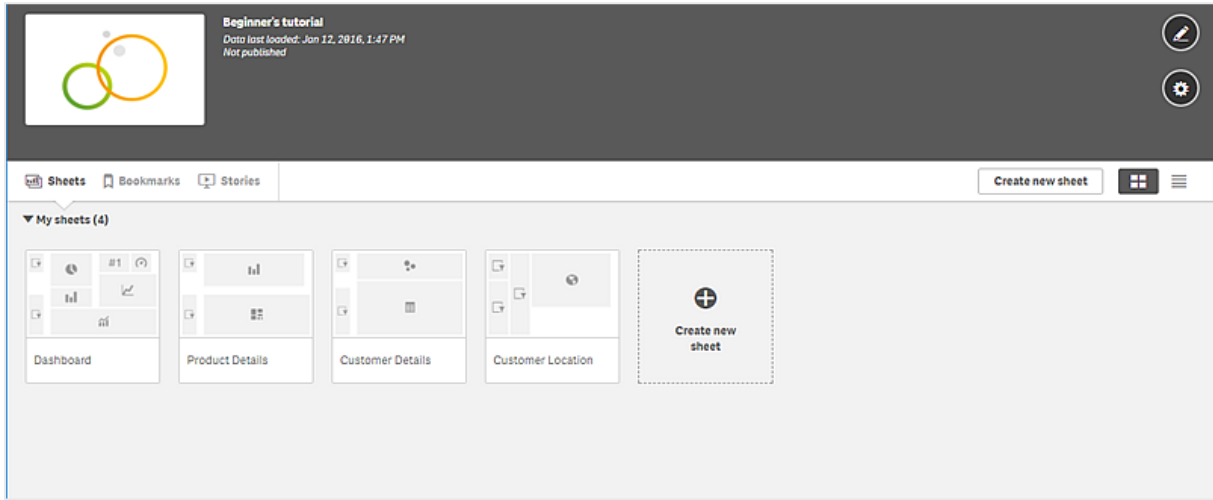 Beginner's tutorial
Data last loaded: Jan 12, 2016, 1:47 PM
Not published
Sheets Bookmarks Stories Create new sheet
My sheets (4)
#1
Dashboard Product Details Customer Details Customer Location
Create new
sheet